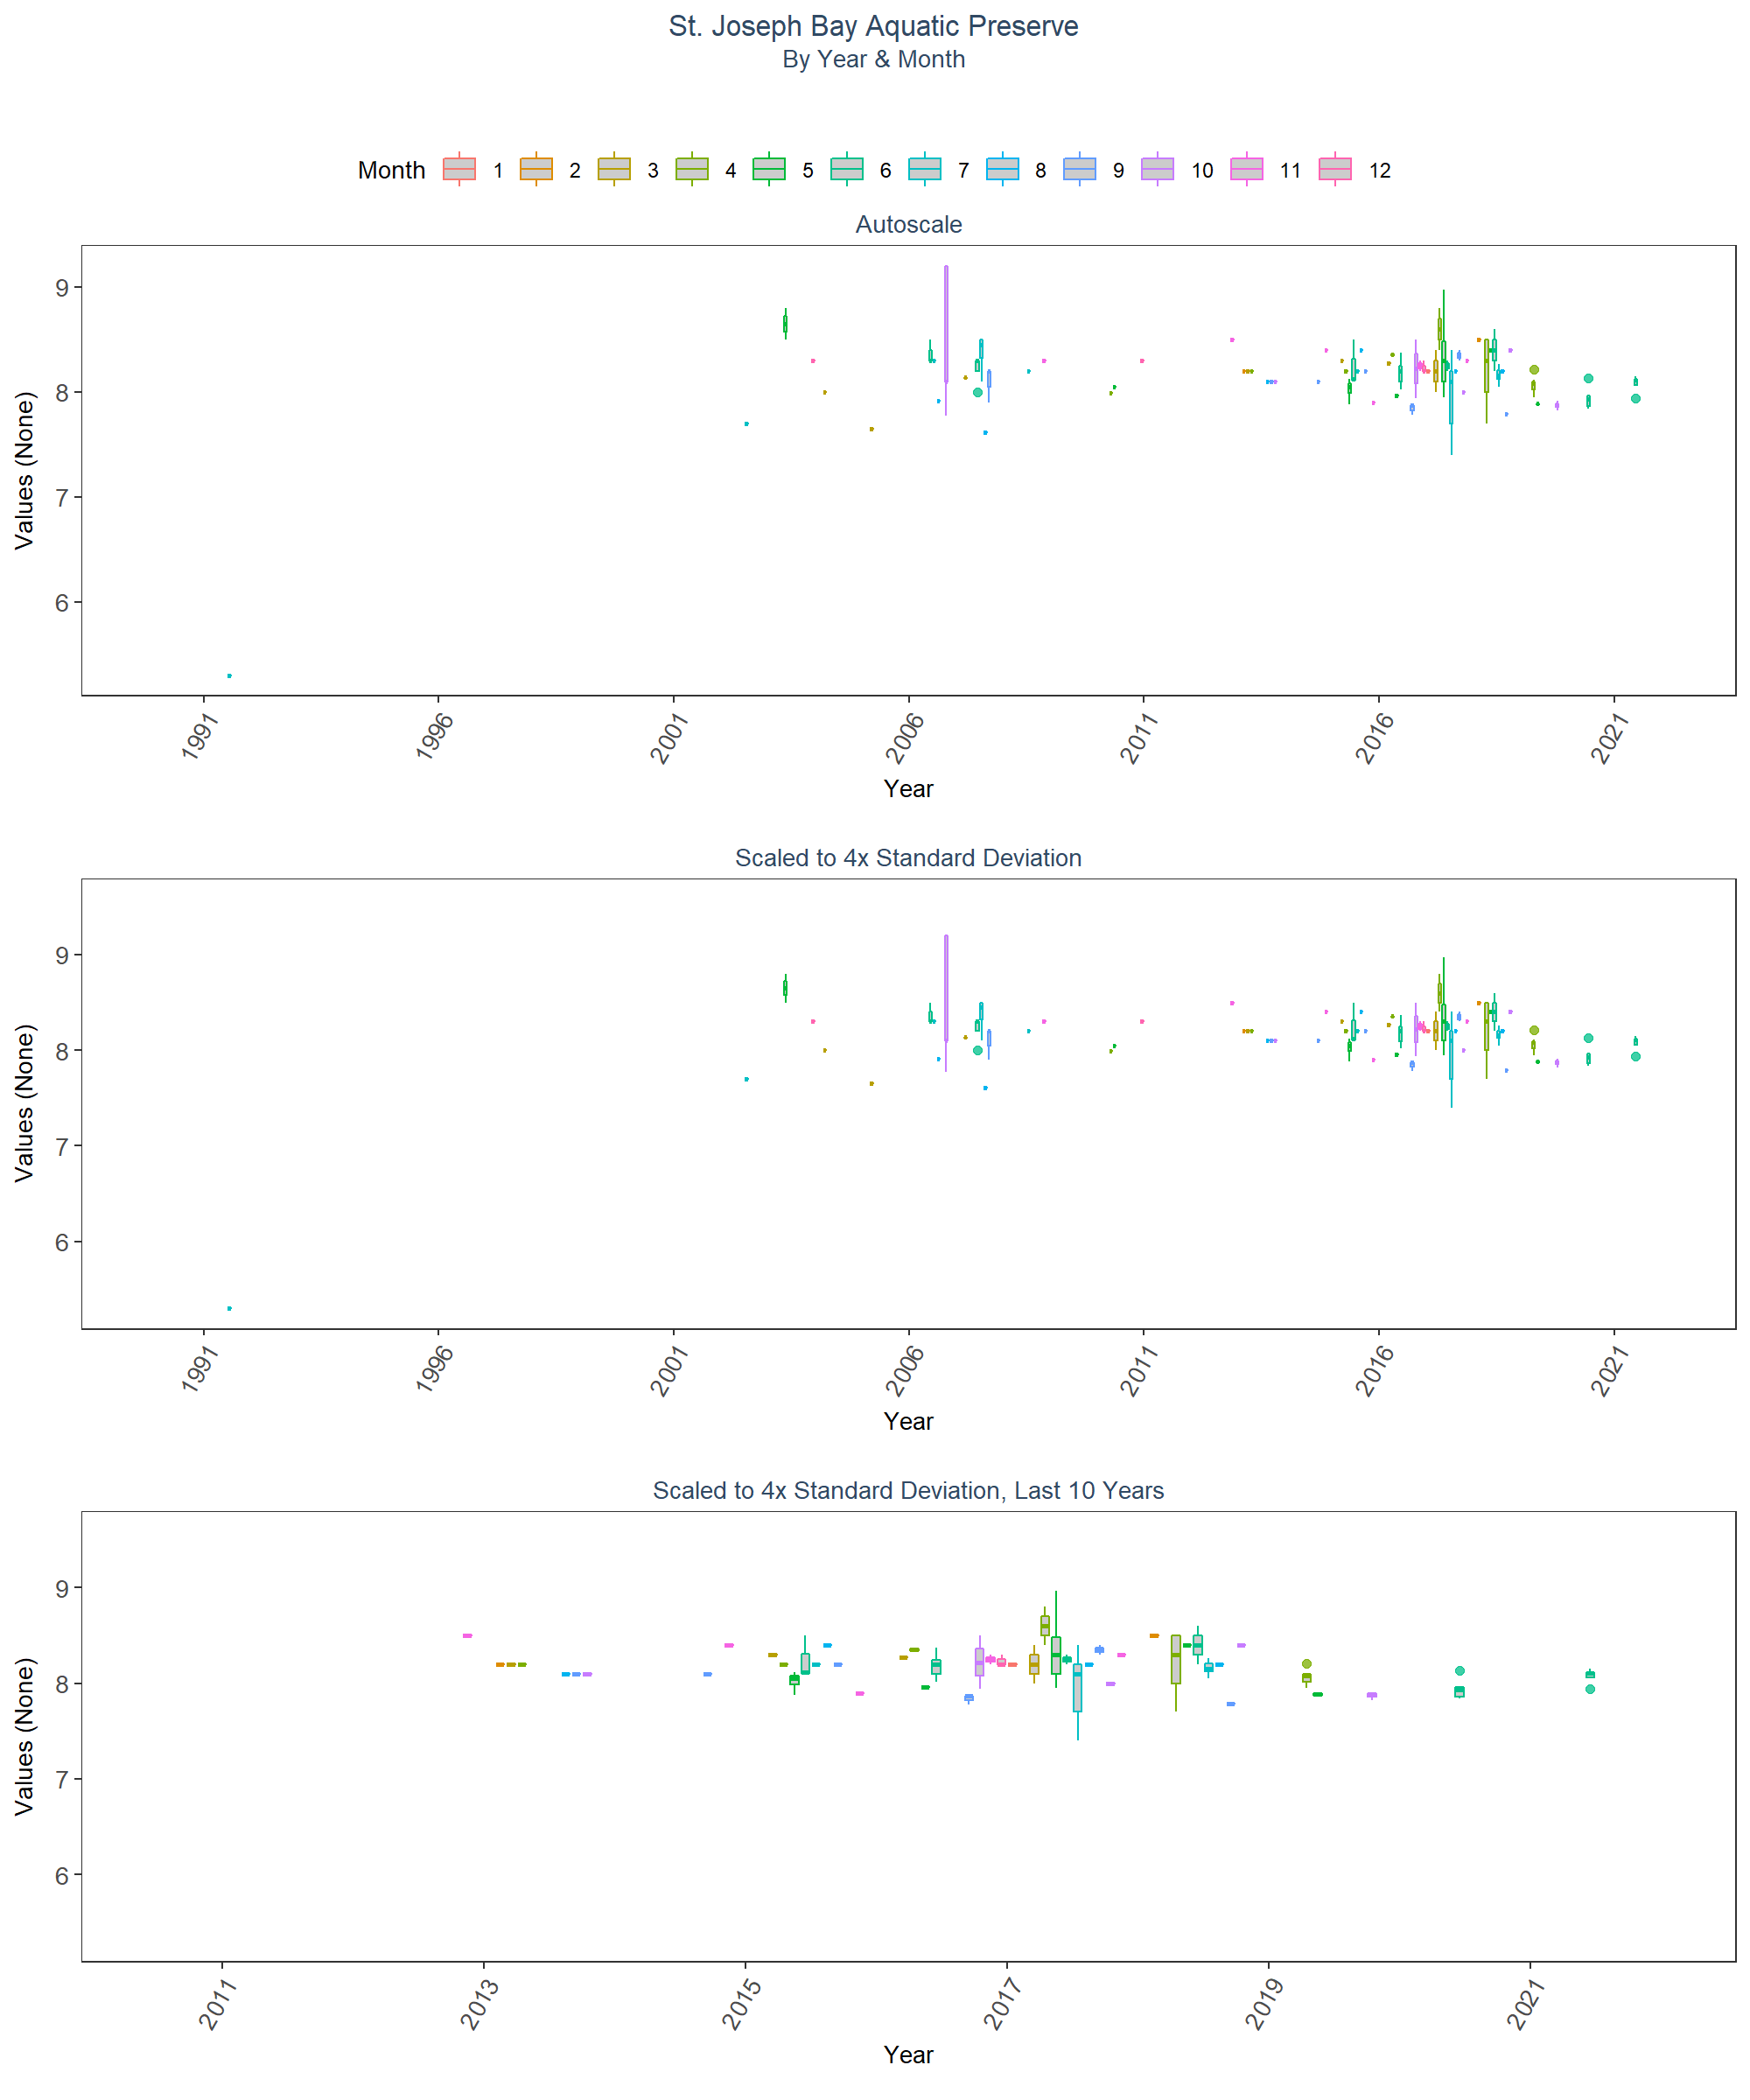 St. Joseph Bay Aquatic Preserve
By Year & Month
Month 1 2 3 4 5 6 7 8 9 10 11 12
Autoscale
Values (None)
9
8
7
6
1991 1996 2001 2006 2011 2016 2021
Year
Scaled to 4x Standard Deviation
Values (None)
9
8
7
6
1991 1996 2001 2006 2011 2016 2021
Year
Scaled to 4x Standard Deviation, Last 10 Years
Values (None)
9
8
7
6
2011 2013 2015 2017 2019 2021
Year